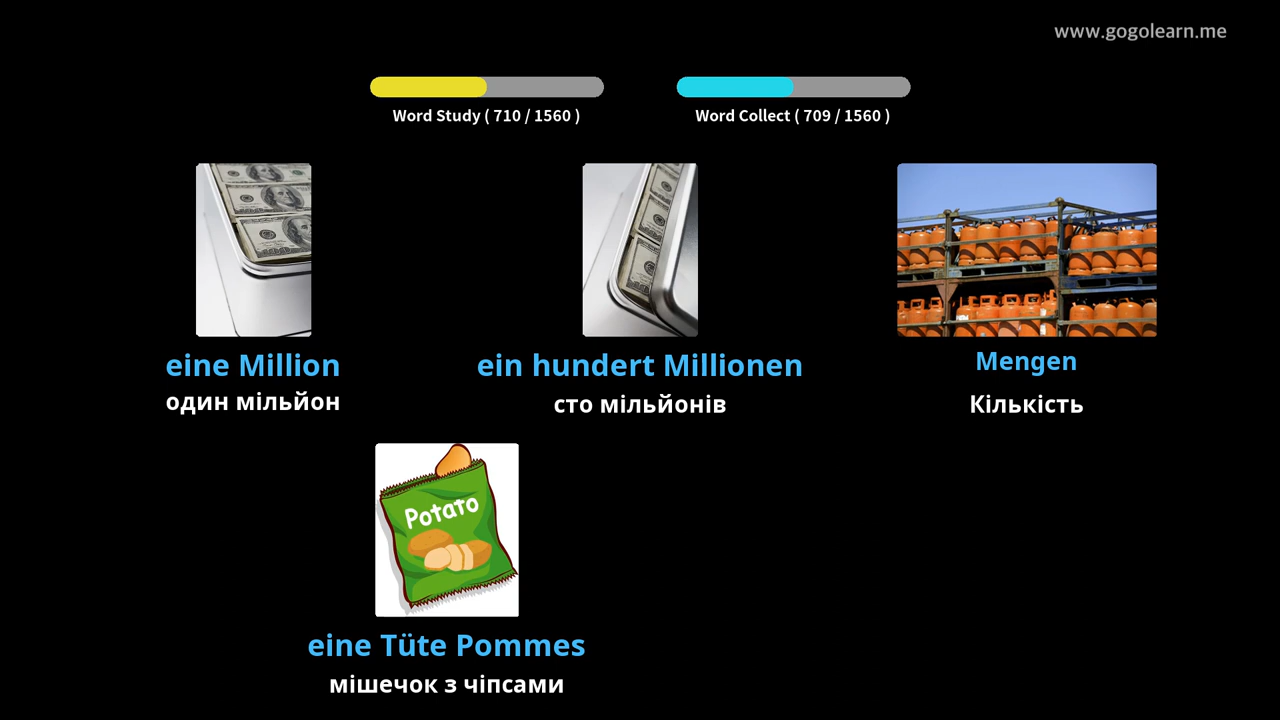 www.gogolearn.me
Word Study ( 710 / 1560 )
Word Collect ( 709 / 1560 )
eine Million
один мільйон
ein hundert Millionen
сто мільйонів
Mengen
Кількість
Potato
eine Tüte Pommes
мішечок з чіпсами